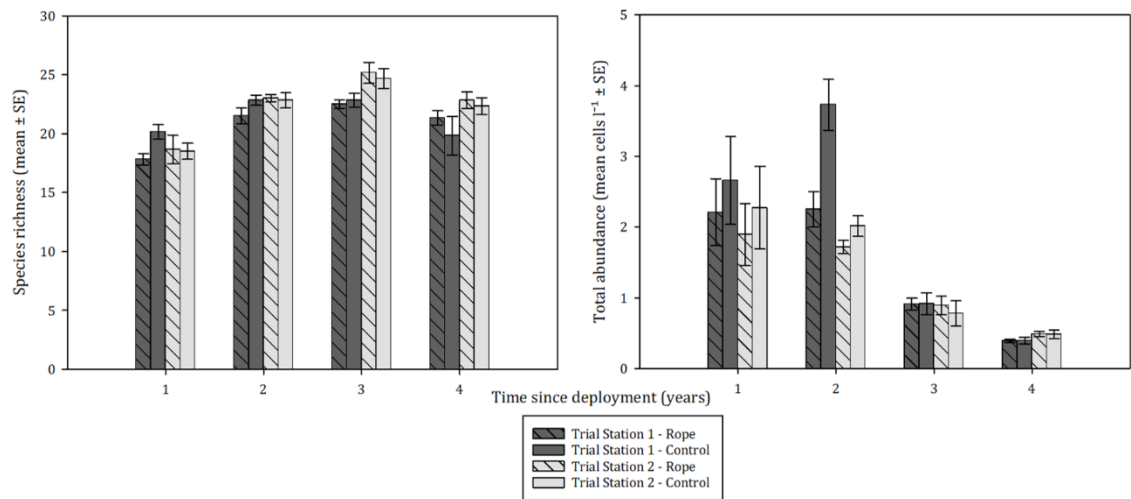 Species richness (mean ± SE)
30
25
20
15
10
5
0
1 2 3 4
Total abundance (mean cells l⁻¹ ± SE)
5
4
3
2
1
0
1 2 3 4
Time since deployment (years)
Trial Station 1 - Rope
Trial Station 1 - Control
Trial Station 2 - Rope
Trial Station 2 - Control